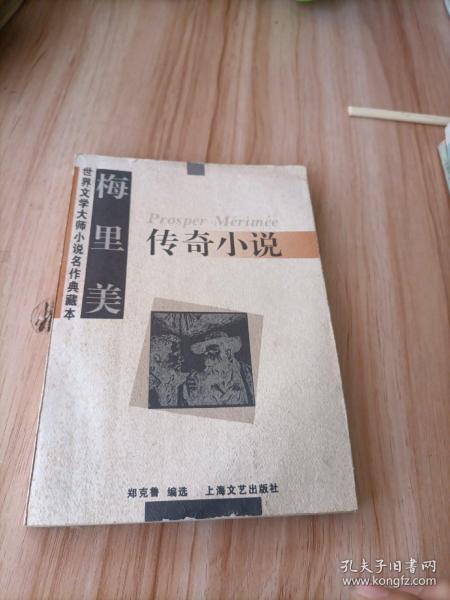 世界文学大师小说名作典藏本
梅里美
Prosper Mérimée
传奇小说
郑克鲁 编选 上海文艺出版社
孔夫子旧书网
www.kongfz.com